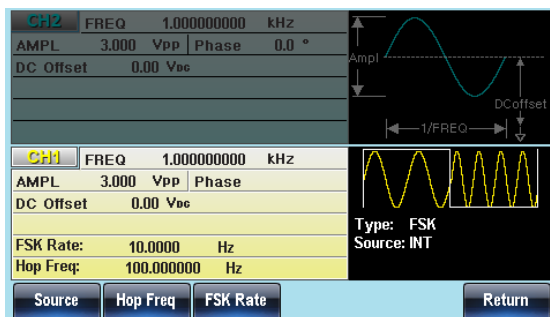 CH2 FREQ 1.000000000 kHz
AMPL 3.000 Vpp Phase 0.0 °
DC Offset 0.00 VDC
Ampl
DCoffset
1/FREQ
CH1 FREQ 1.000000000 kHz
AMPL 3.000 Vpp Phase
DC Offset 0.00 VDC
Type: FSK
FSK Rate: 10.0000 Hz
Source: INT
Hop Freq: 100.000000 Hz
Source Hop Freq FSK Rate Return